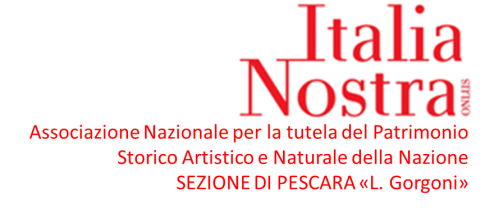 Italia
Nostra
ONLUS
Associazione Nazionale per la tutela del Patrimonio
Storico Artistico e Naturale della Nazione
SEZIONE DI PESCARA «L. Gorgoni»